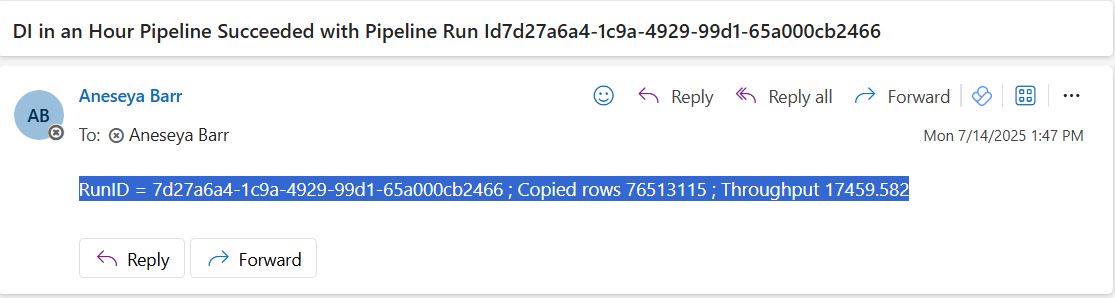 DI in an Hour Pipeline Succeeded with Pipeline Run Id7d27a6a4-1c9a-4929-99d1-65a000cb2466
AB
Aneseya Barr
Reply
Reply all
Forward
To: Aneseya Barr
Mon 7/14/2025 1:47 PM
RunID = 7d27a6a4-1c9a-4929-99d1-65a000cb2466 ; Copied rows 76513115 ; Throughput 17459.582
Reply
Forward